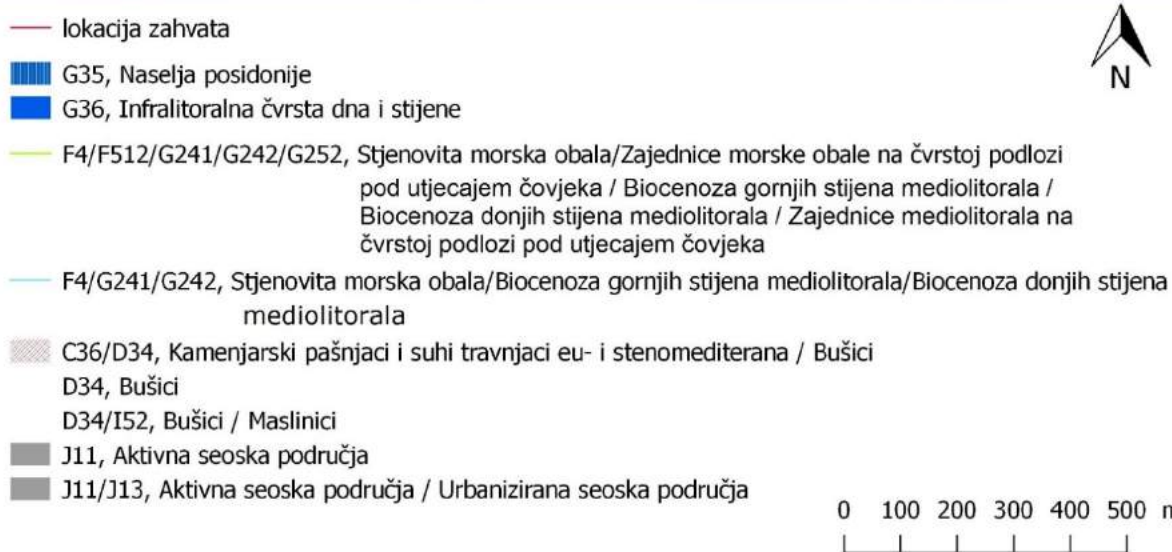 lokacija zahvata
N
G35, Naselja posidonije
G36, Infralitoralna čvrsta dna i stijene
F4/F512/G241/G242/G252, Stjenovita morska obala/Zajednice morske obale na čvrstoj podlozi
pod utjecajem čovjeka / Biocenoza gornjih stijena mediolitorala /
Biocenoza donjih stijena mediolitorala / Zajednice mediolitorala na
čvrstoj podlozi pod utjecajem čovjeka
F4/G241/G242, Stjenovita morska obala/Biocenoza gornjih stijena mediolitorala/Biocenoza donjih stijena
mediolitorala
C36/D34, Kamenjarski pašnjaci i suhi travnjaci eu- i stenomediterana / Bušici
D34, Bušici
D34/I52, Bušici / Maslinici
J11, Aktivna seoska područja
J11/J13, Aktivna seoska područja / Urbanizirana seoska područja
0 100 200 300 400 500 m